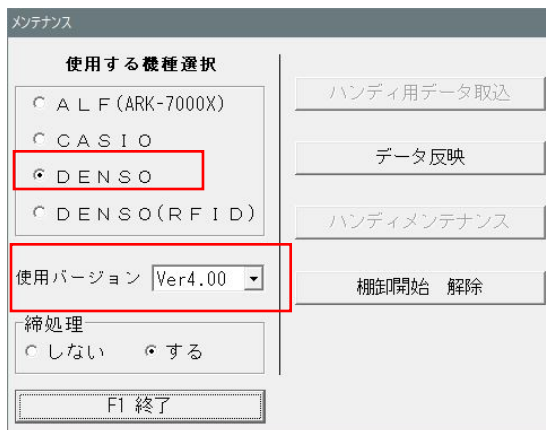 メンテナンス
使用する機種選択
ＡＬＦ(ARK-7000X)
ＣＡＳＩＯ
ＤＥＮＳＯ
ＤＥＮＳＯ(ＲＦＩＤ)
使用バージョン Ver4.00
締処理
しない する
F1 終了
ハンディ用データ取込
データ反映
ハンディメンテナンス
棚卸開始 解除